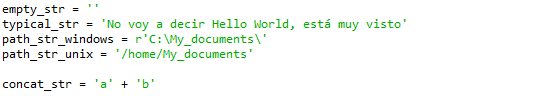 empty_str = ''
typical_str = 'No voy a decir Hello World, está muy visto'
path_str_windows = r'C:\My_documents\'
path_str_unix = '/home/My_documents'
concat_str = 'a' + 'b'